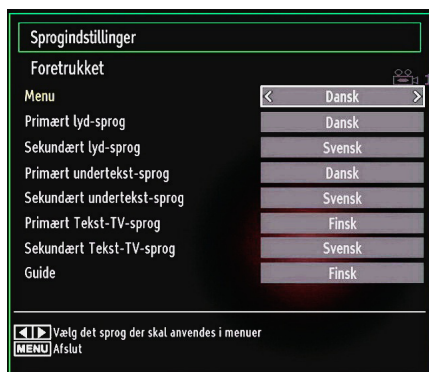 Sprogindstillinger
Foretrukket
1
Menu Dansk
Primært lyd-sprog Dansk
Sekundært lyd-sprog Svensk
Primært undertekst-sprog Dansk
Sekundært undertekst-sprog Svensk
Primært Tekst-TV-sprog Finsk
Sekundært Tekst-TV-sprog Svensk
Guide Finsk
Vælg det sprog der skal anvendes i menuer
MENU Afslut